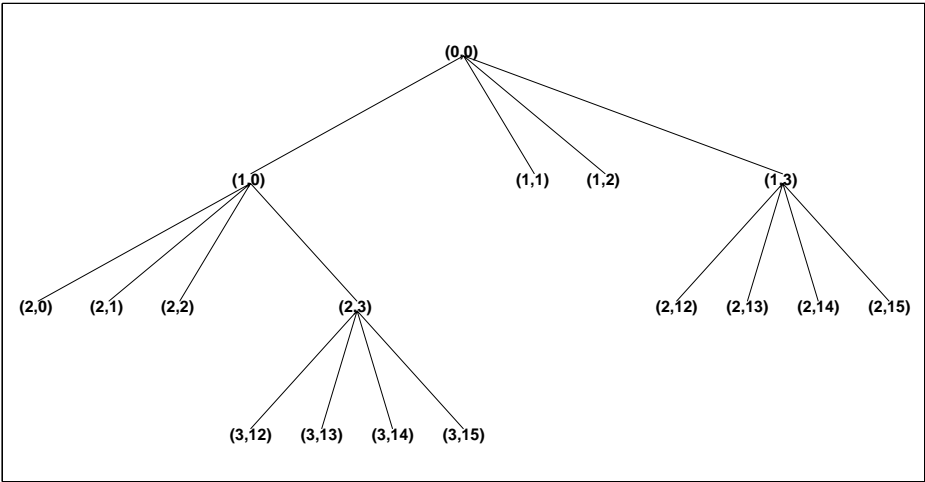 (0,0)
(1,0) (1,1) (1,2) (1,3)
(2,0) (2,1) (2,2) (2,3) (2,12) (2,13) (2,14) (2,15)
(3,12) (3,13) (3,14) (3,15)